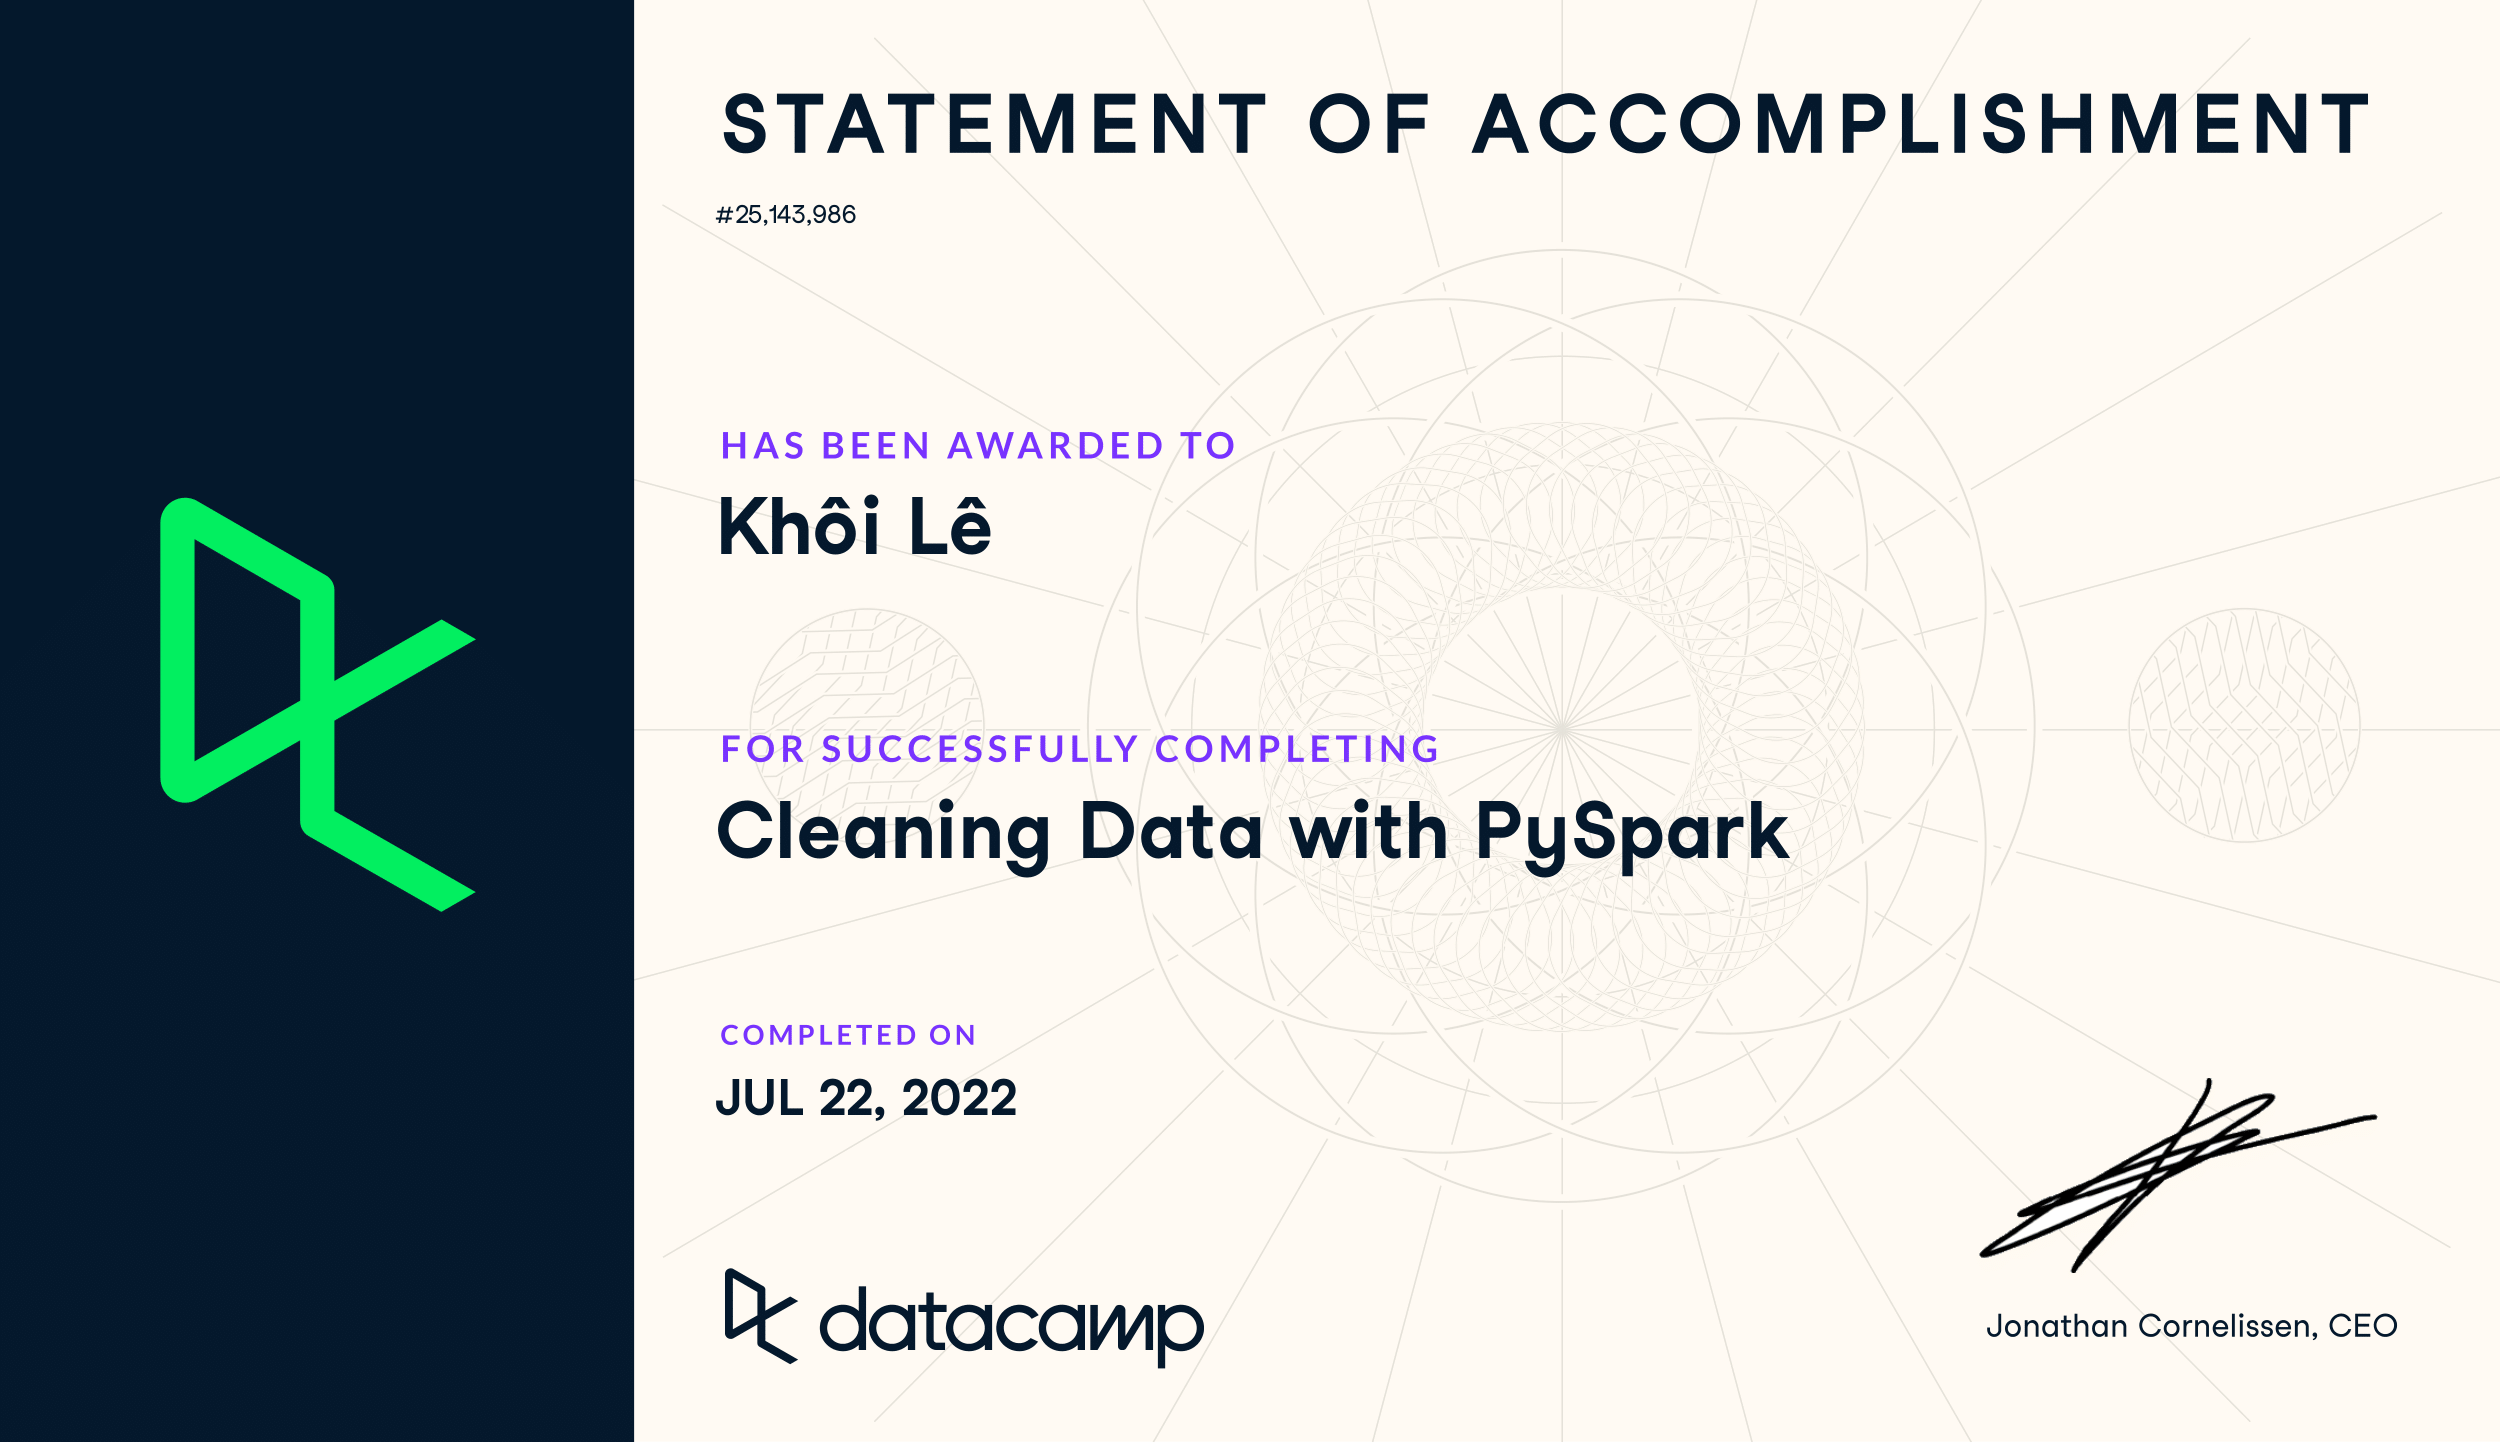 STATEMENT OF ACCOMPLISHMENT
#25,143,986
HAS BEEN AWARDED TO
Khôi Lê
FOR SUCCESSFULLY COMPLETING
Cleaning Data with PySpark
COMPLETED ON
JUL 22, 2022
datacamp
Jonathan Cornelissen, CEO